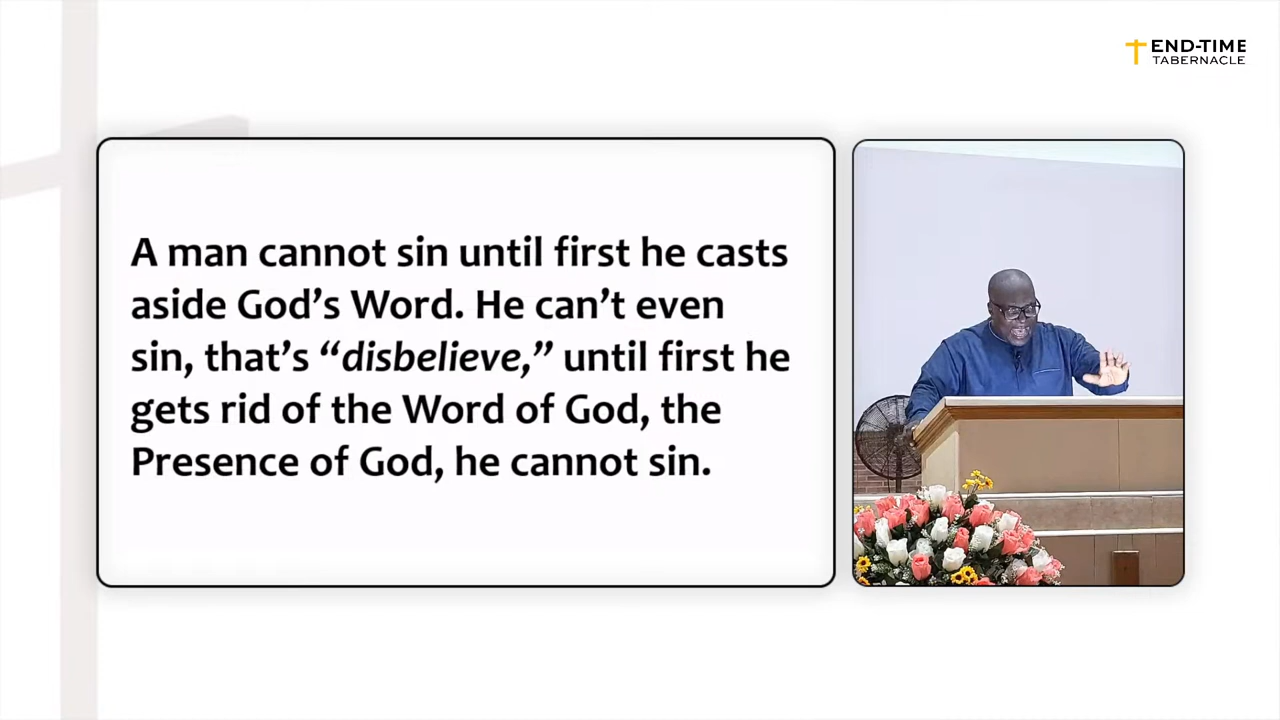 END-TIME
TABERNACLE
A man cannot sin until first he casts
aside God’s Word. He can’t even
sin, that’s “disbelieve,” until first he
gets rid of the Word of God, the
Presence of God, he cannot sin.